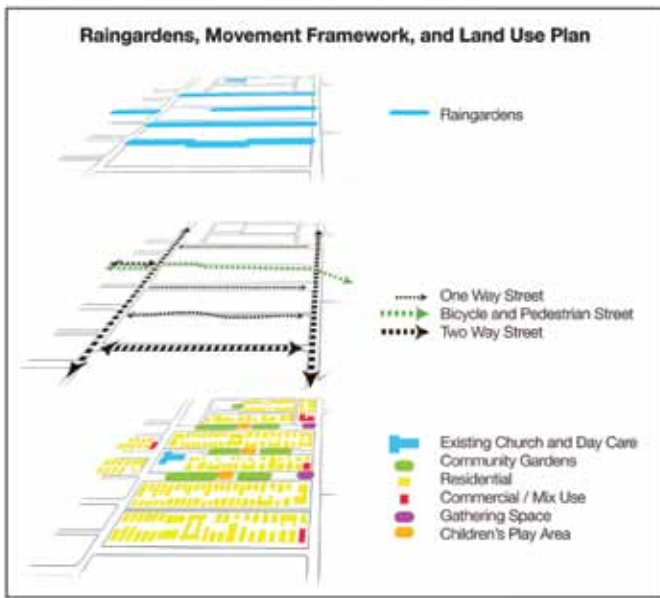 Raingardens, Movement Framework, and Land Use Plan
Raingardens
One Way Street
Bicycle and Pedestrian Street
Two Way Street
Existing Church and Day Care
Community Gardens
Residential
Commercial / Mix Use
Gathering Space
Children's Play Area